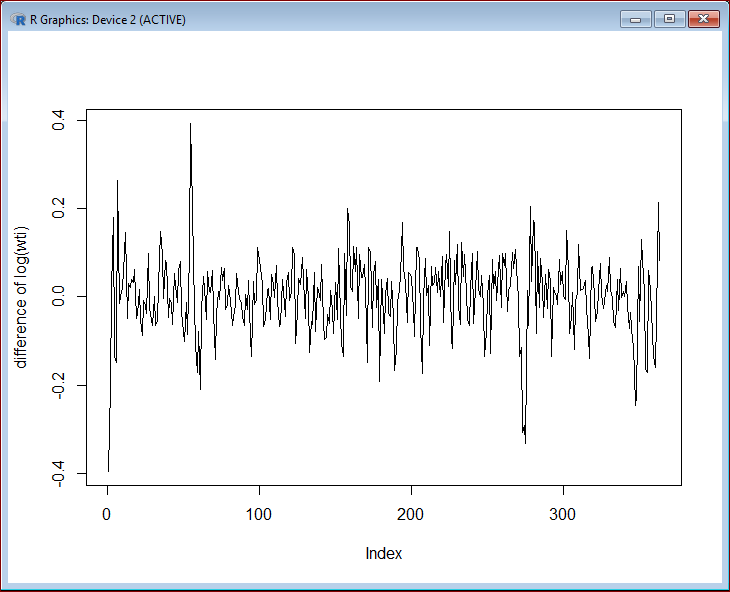 R Graphics: Device 2 (ACTIVE)
difference of log(wti)
0.4
0.2
0.0
-0.2
-0.4
0 100 200 300
Index